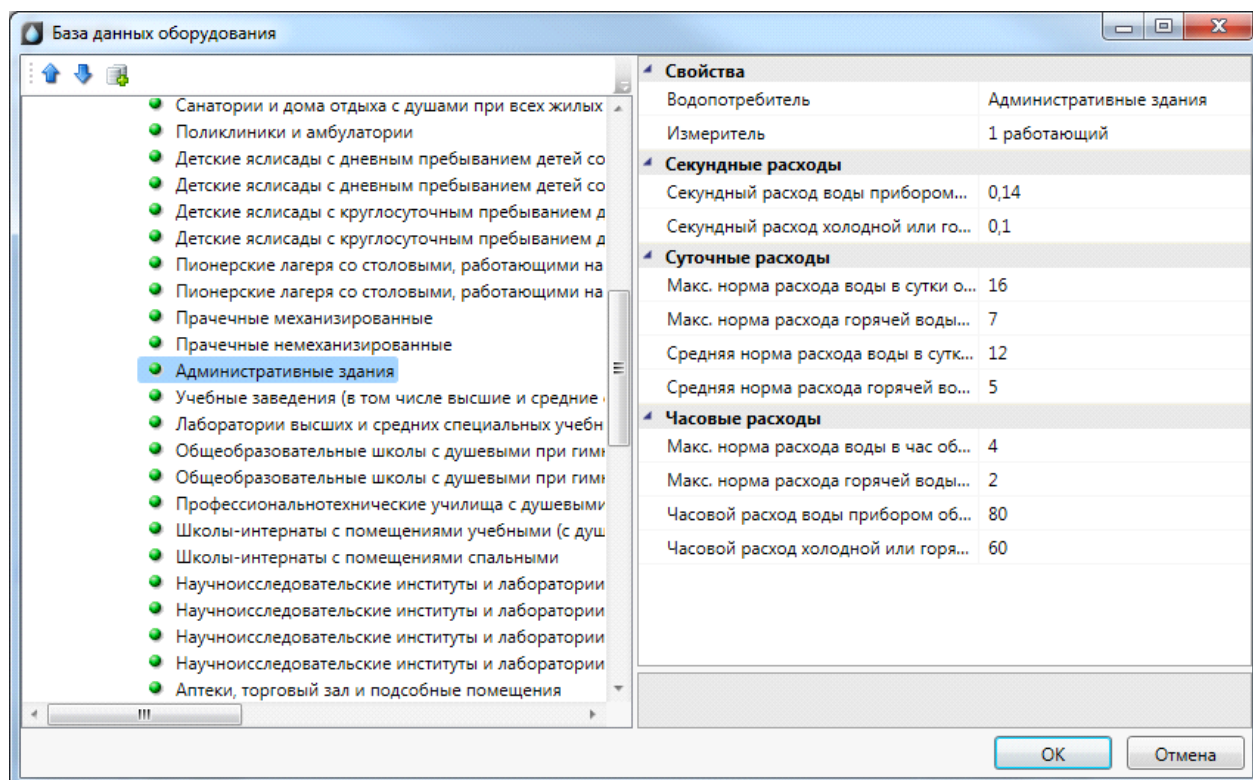 База данных оборудования
Санатории и дома отдыха с душами при всех жилых
Поликлиники и амбулатории
Детские яслисады с дневным пребыванием детей со
Детские яслисады с дневным пребыванием детей со
Детские яслисады с круглосуточным пребыванием д
Детские яслисады с круглосуточным пребыванием д
Пионерские лагеря со столовыми, работающими на
Пионерские лагеря со столовыми, работающими на
Прачечные механизированные
Прачечные немеханизированные
Административные здания
Учебные заведения (в том числе высшие и средние
Лаборатории высших и средних специальных учебн
Общеобразовательные школы с душевыми при гимн
Общеобразовательные школы с душевыми при гимн
Профессиональнотехнические училища с душевыми
Школы-интернаты с помещениями учебными (с душ
Школы-интернаты с помещениями спальными
Научноисследовательские институты и лаборатории
Научноисследовательские институты и лаборатории
Научноисследовательские институты и лаборатории
Научноисследовательские институты и лаборатории
Аптеки, торговый зал и подсобные помещения
Свойства
Водопотребитель Административные здания
Измеритель 1 работающий
Секундные расходы
Секундный расход воды прибором... 0,14
Секундный расход холодной или го... 0,1
Суточные расходы
Макс. норма расхода воды в сутки о... 16
Макс. норма расхода горячей воды... 7
Средняя норма расхода воды в сутк... 12
Средняя норма расхода горячей во... 5
Часовые расходы
Макс. норма расхода воды в час об... 4
Макс. норма расхода горячей воды... 2
Часовой расход воды прибором об... 80
Часовой расход холодной или горя... 60
ОК Отмена